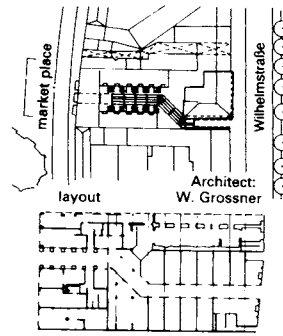 market place
Wilhelmstraße
layout
Architect:
W. Grossner